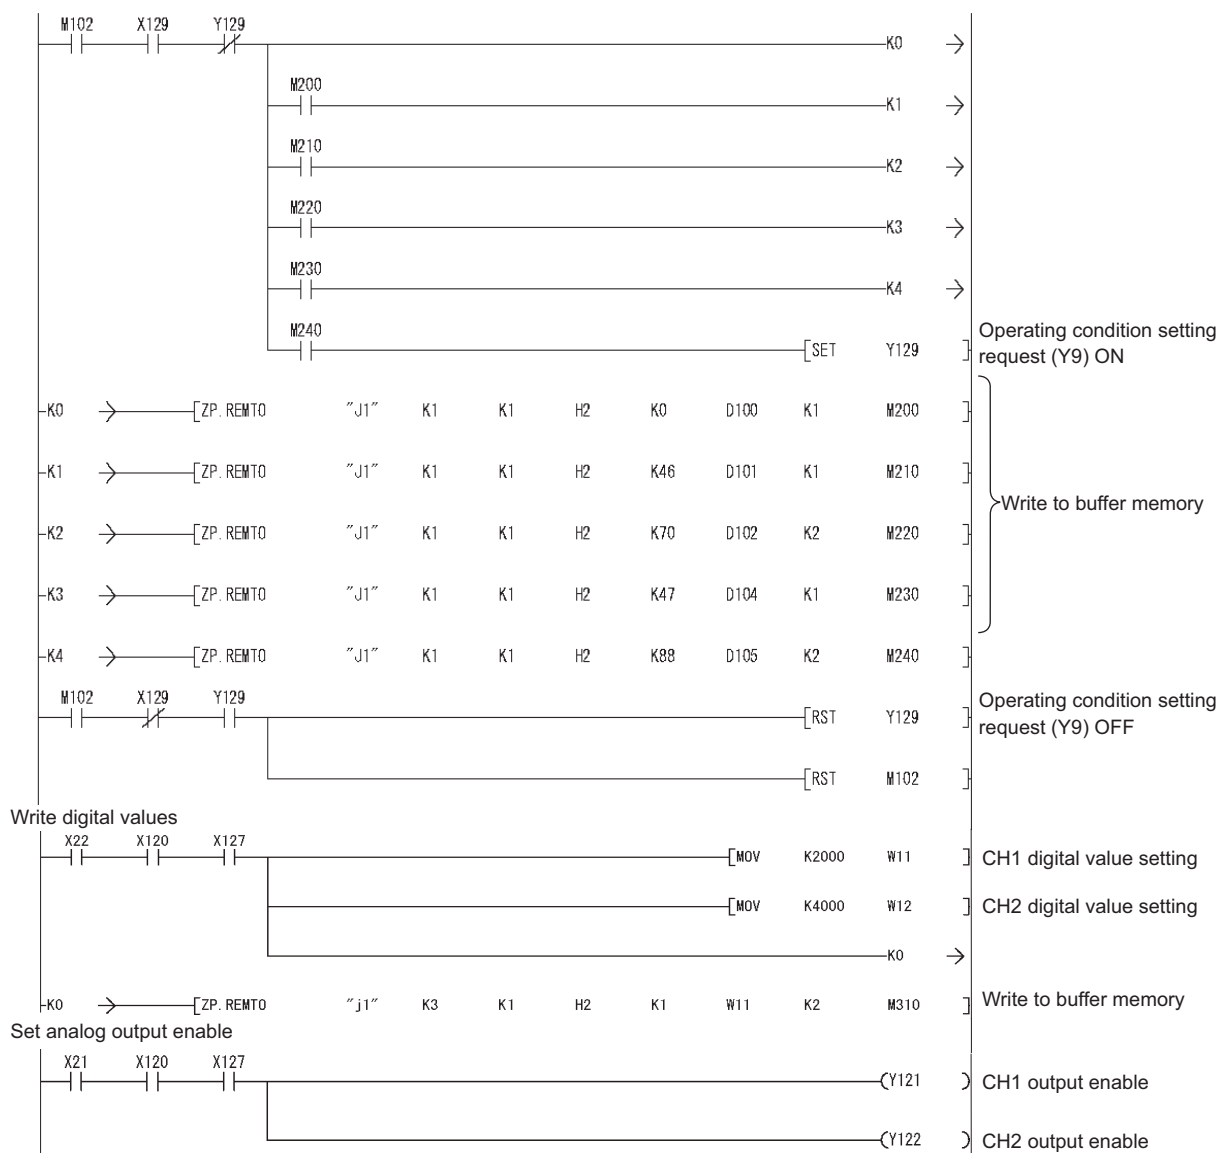 M102 X129 Y129
K0
M200
K1
M210
K2
M220
K3
M230
K4
M240
SET Y129
Operating condition setting
request (Y9) ON
K0 ZP.REMTO "J1" K1 K1 H2 K0 D100 K1 M200
K1 ZP.REMTO "J1" K1 K1 H2 K46 D101 K1 M210
Write to buffer memory
K2 ZP.REMTO "J1" K1 K1 H2 K70 D102 K2 M220
K3 ZP.REMTO "J1" K1 K1 H2 K47 D104 K1 M230
K4 ZP.REMTO "J1" K1 K1 H2 K88 D105 K2 M240
M102 X129 Y129
RST Y129
Operating condition setting
request (Y9) OFF
RST M102
Write digital values
X22 X120 X127
MOV K2000 W11 CH1 digital value setting
MOV K4000 W12 CH2 digital value setting
K0
K0 ZP.REMTO "j1" K3 K1 H2 K1 W11 K2 M310 Write to buffer memory
Set analog output enable
X21 X120 X127
Y121 CH1 output enable
Y122 CH2 output enable